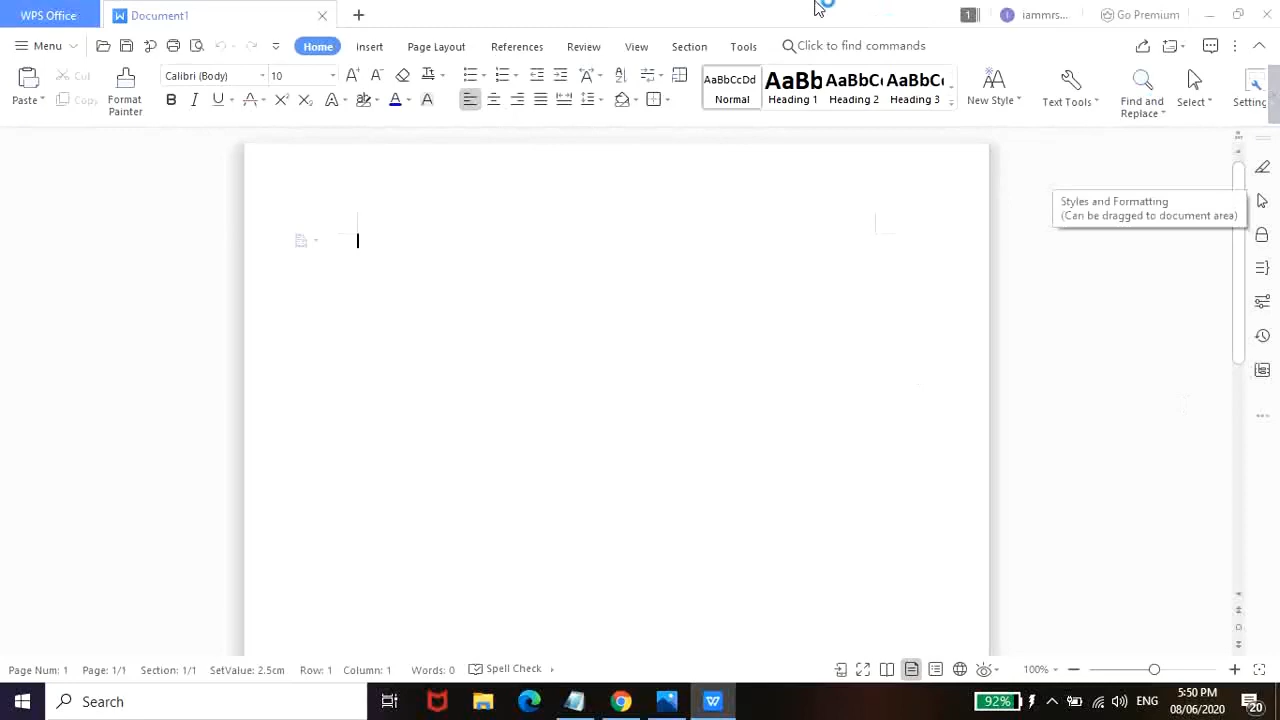 WPS Office Document1 1 iammrs... Go Premium
Menu Home Insert Page Layout References Review View Section Tools Click to find commands
Paste Cut Copy Format Painter Calibri (Body) 10 AaBbCcDd Normal AaBb Heading 1 AaBbC Heading 2 AaBbC Heading 3 New Style Text Tools Find and Replace Select Setting
Styles and Formatting
(Can be dragged to document area)
Page Num: 1 Page: 1/1 Section: 1/1 SetValue: 2.5cm Row: 1 Column: 1 Words: 0 Spell Check 100%
Search 92% ENG 5:50 PM
08/06/2020 20